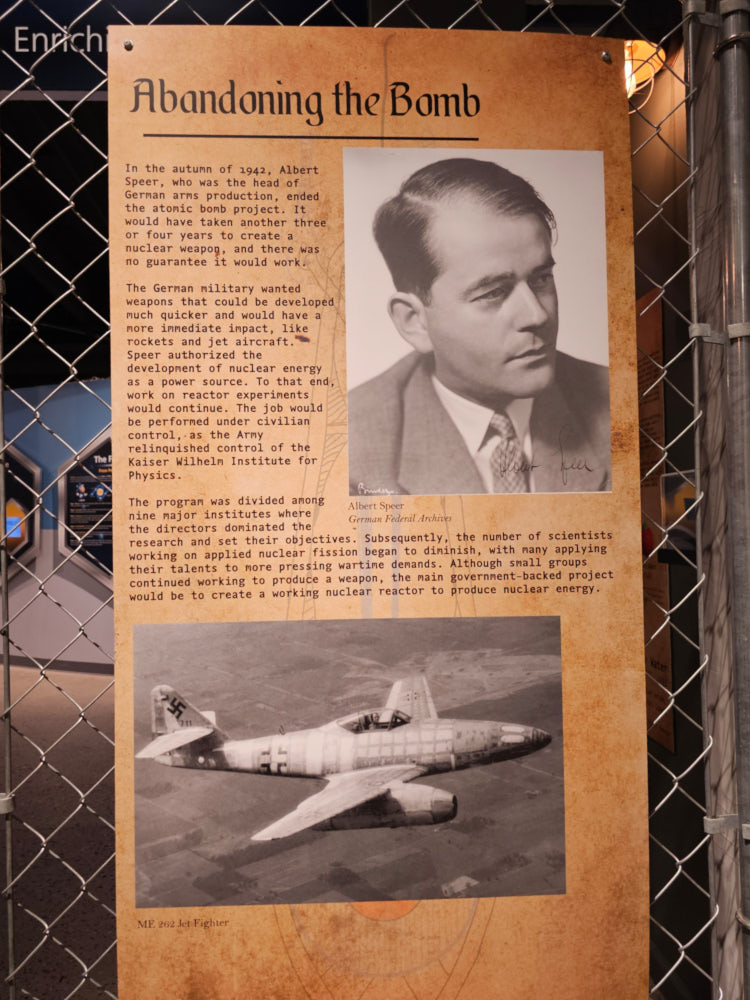 Enrichi
Abandoning the Bomb
In the autumn of 1942, Albert
Speer, who was the head of
German arms production, ended
the atomic bomb project. It
would have taken another three
or four years to create a
nuclear weapon, and there was
no guarantee it would work.
The German military wanted
weapons that could be developed
much quicker and would have a
more immediate impact, like
rockets and jet aircraft.
Speer authorized the
development of nuclear energy
as a power source. To that end,
work on reactor experiments
would continue. The job would
be performed under civilian
control, as the Army
relinquished control of the
Kaiser Wilhelm Institute for
Physics.
The program was divided among
nine major institutes where
the directors dominated the
research and set their objectives. Subsequently, the number of scientists
working on applied nuclear fission began to diminish, with many applying
their talents to more pressing wartime demands. Although small groups
continued working to produce a weapon, the main government-backed project
would be to create a working nuclear reactor to produce nuclear energy.
Albert Speer
Albert Speer
German Federal Archives
ME 262 Jet Fighter
The F
water